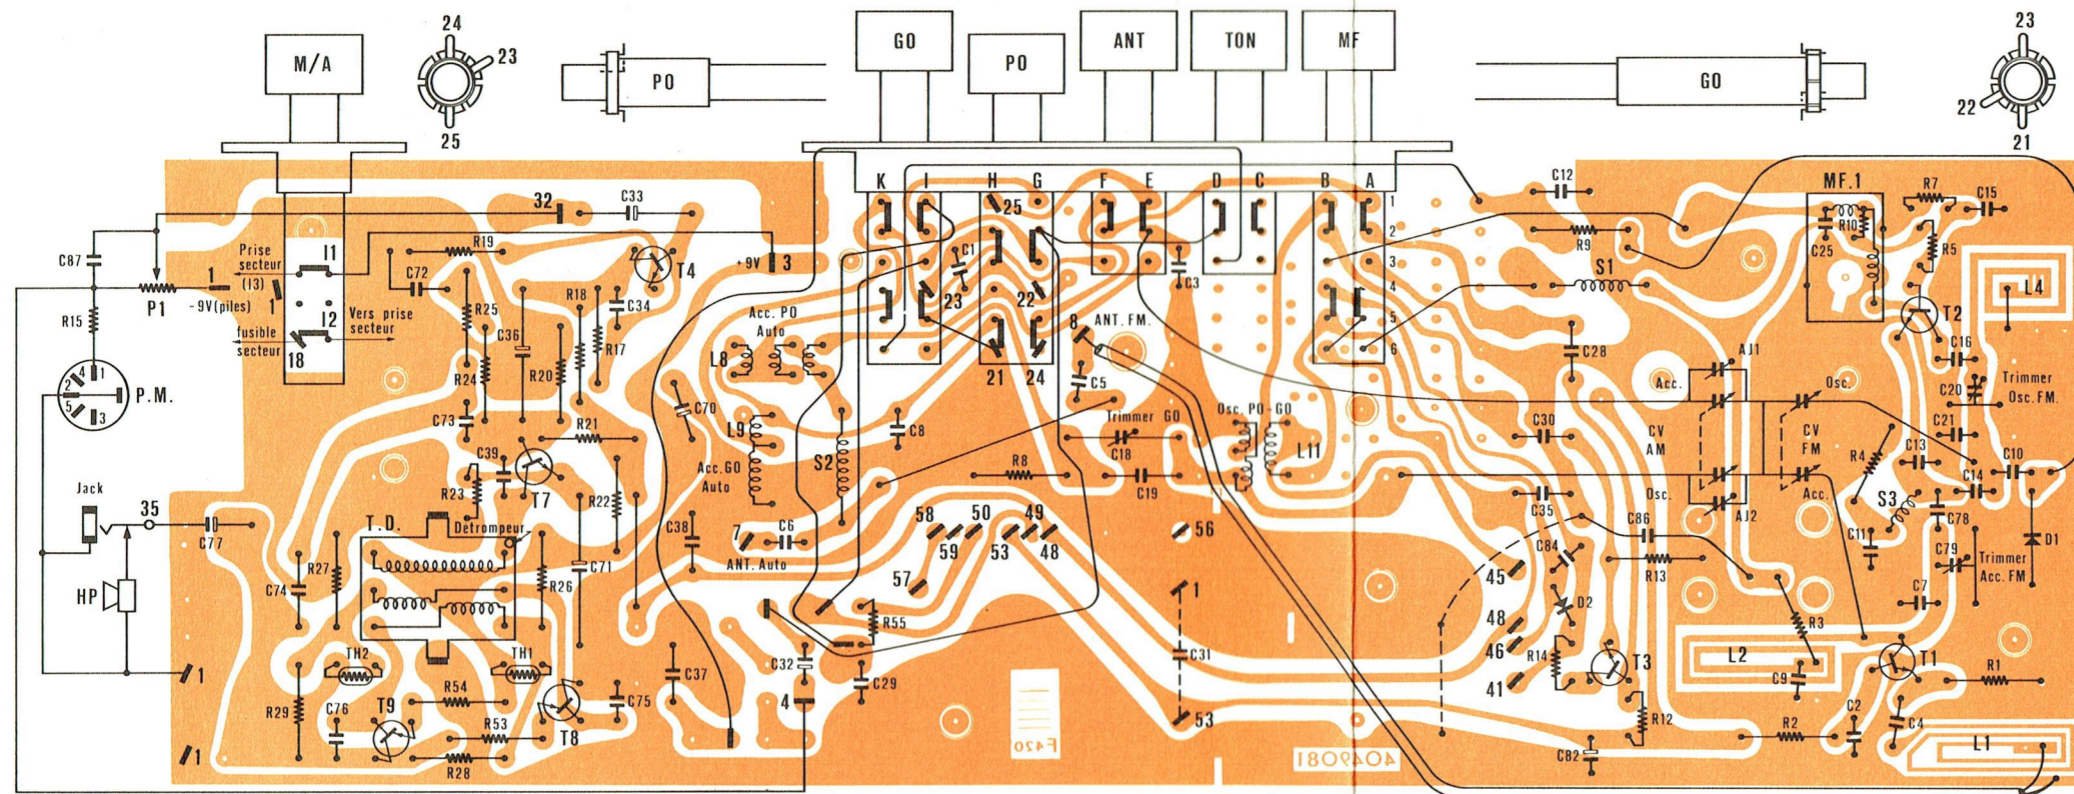 24
23
25
M/A
PO
GO
PO
ANT
TON
MF
GO
23
22
21
K I H G F E D C B A
1
2
3
4
5
6
32
C33
25
C12
MF.1
R7
C15
R10
C25
R5
R9
C87
Prise
secteur
(I3)
I1
R19
T4
+9V
3
C1
C3
S1
L4
C72
P1
1
-9V(piles)
1
I2
Vers prise
secteur
fusible
secteur
18
R15
R25
C36
R18
C34
R17
R24
R20
Acc. PO
Auto
L8
23
22
21
24
8
ANT. FM.
C5
C28
T2
C16
AJ1
Acc.
Osc.
C20
Trimmer
Osc. FM.
C21
P.M.
1
2
3
4
5
C73
R21
C70
L9
Acc.GO
Auto
S2
C8
Trimmer GO
C18
Osc. PO-GO
L11
C30
CV
AM
CV
FM
R4
C13
C10
C14
Jack
35
C77
R23
C39
T7
R22
R8
C19
C35
Osc.
AJ2
Acc.
S3
C78
C11
D1
T.D.
Détrompeur
C38
7
C6
ANT. Auto
58
59
50
53
49
48
56
C86
C84
R13
C79
Trimmer
Acc. FM
HP
C74
R27
R26
C71
57
R55
1
45
D2
48
46
41
R14
T3
R3
C7
TH2
TH1
C37
C32
C29
C31
L2
C9
T1
R1
1
R29
R54
T9
C76
R53
T8
C75
4
53
R12
R2
C2
C4
L1
1
R28
F420
4049081
C82